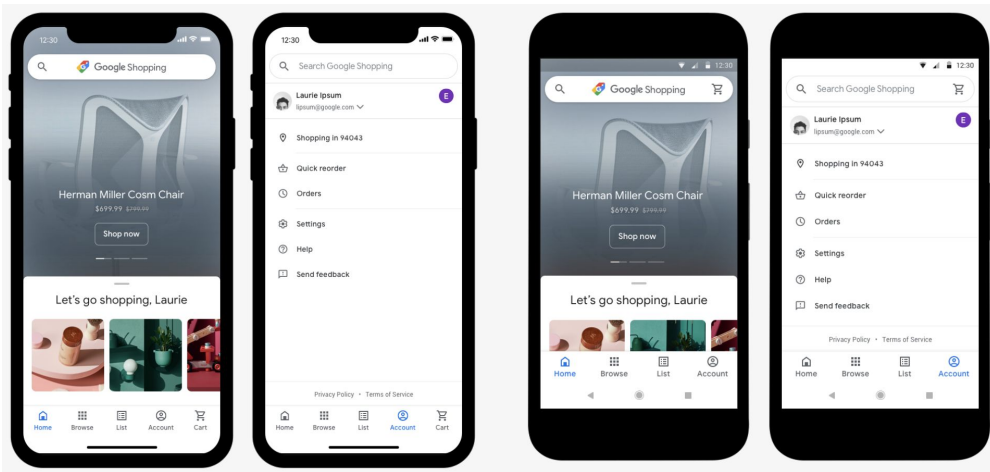 12:30
Google Shopping
Herman Miller Cosm Chair
$699.99 $799.99
Shop now
Let's go shopping, Laurie
Home Browse List Account Cart
12:30
Search Google Shopping
Laurie Ipsum
lipsum@google.com
E
Shopping in 94043
Quick reorder
Orders
Settings
Help
Send feedback
Privacy Policy • Terms of Service
Home Browse List Account Cart
12:30
Google Shopping
Herman Miller Cosm Chair
$699.99 $799.99
Shop now
Let's go shopping, Laurie
Home Browse List Account
12:30
Search Google Shopping
Laurie Ipsum
lipsum@google.com
E
Shopping in 94043
Quick reorder
Orders
Settings
Help
Send feedback
Privacy Policy • Terms of Service
Home Browse List Account